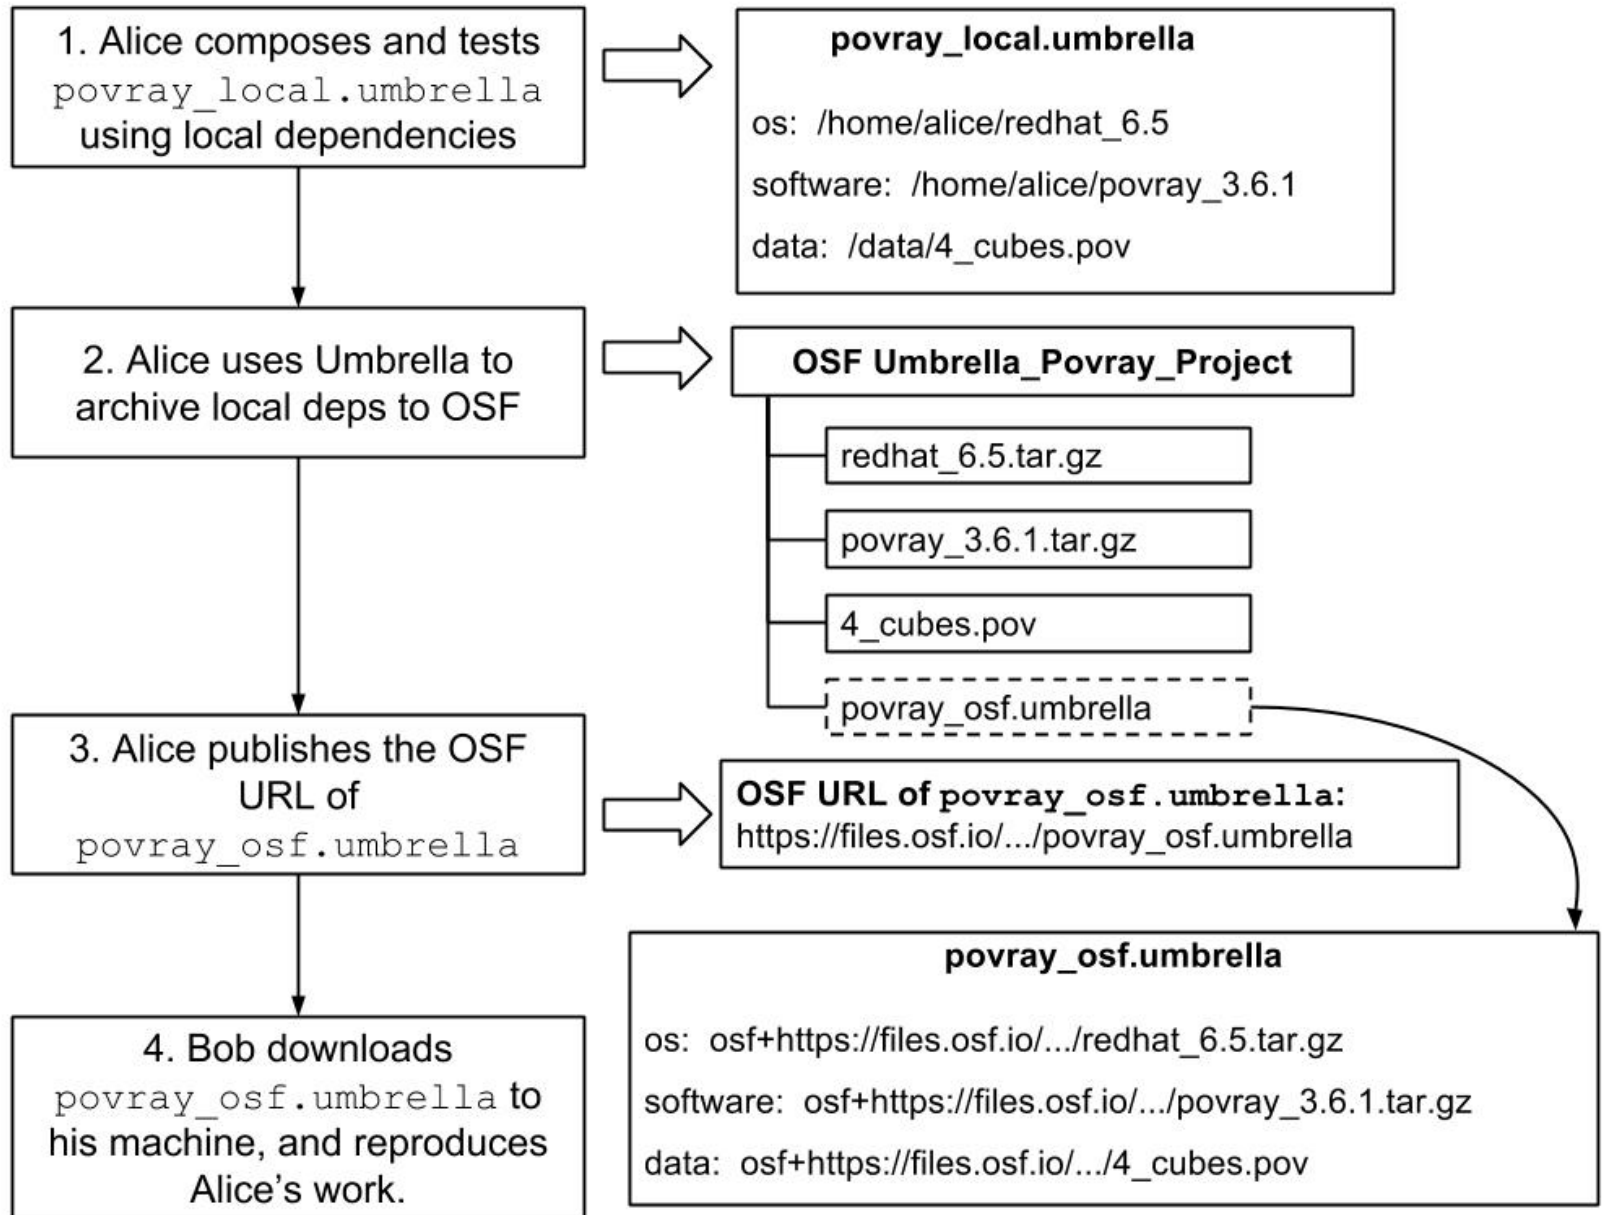 1. Alice composes and tests
povray_local.umbrella
using local dependencies
povray_local.umbrella
os: /home/alice/redhat_6.5
software: /home/alice/povray_3.6.1
data: /data/4_cubes.pov
2. Alice uses Umbrella to
archive local deps to OSF
OSF Umbrella_Povray_Project
redhat_6.5.tar.gz
povray_3.6.1.tar.gz
4_cubes.pov
povray_osf.umbrella
3. Alice publishes the OSF
URL of
povray_osf.umbrella
OSF URL of povray_osf.umbrella:
https://files.osf.io/.../povray_osf.umbrella
4. Bob downloads
povray_osf.umbrella to
his machine, and reproduces
Alice's work.
povray_osf.umbrella
os: osf+https://files.osf.io/.../redhat_6.5.tar.gz
software: osf+https://files.osf.io/.../povray_3.6.1.tar.gz
data: osf+https://files.osf.io/.../4_cubes.pov